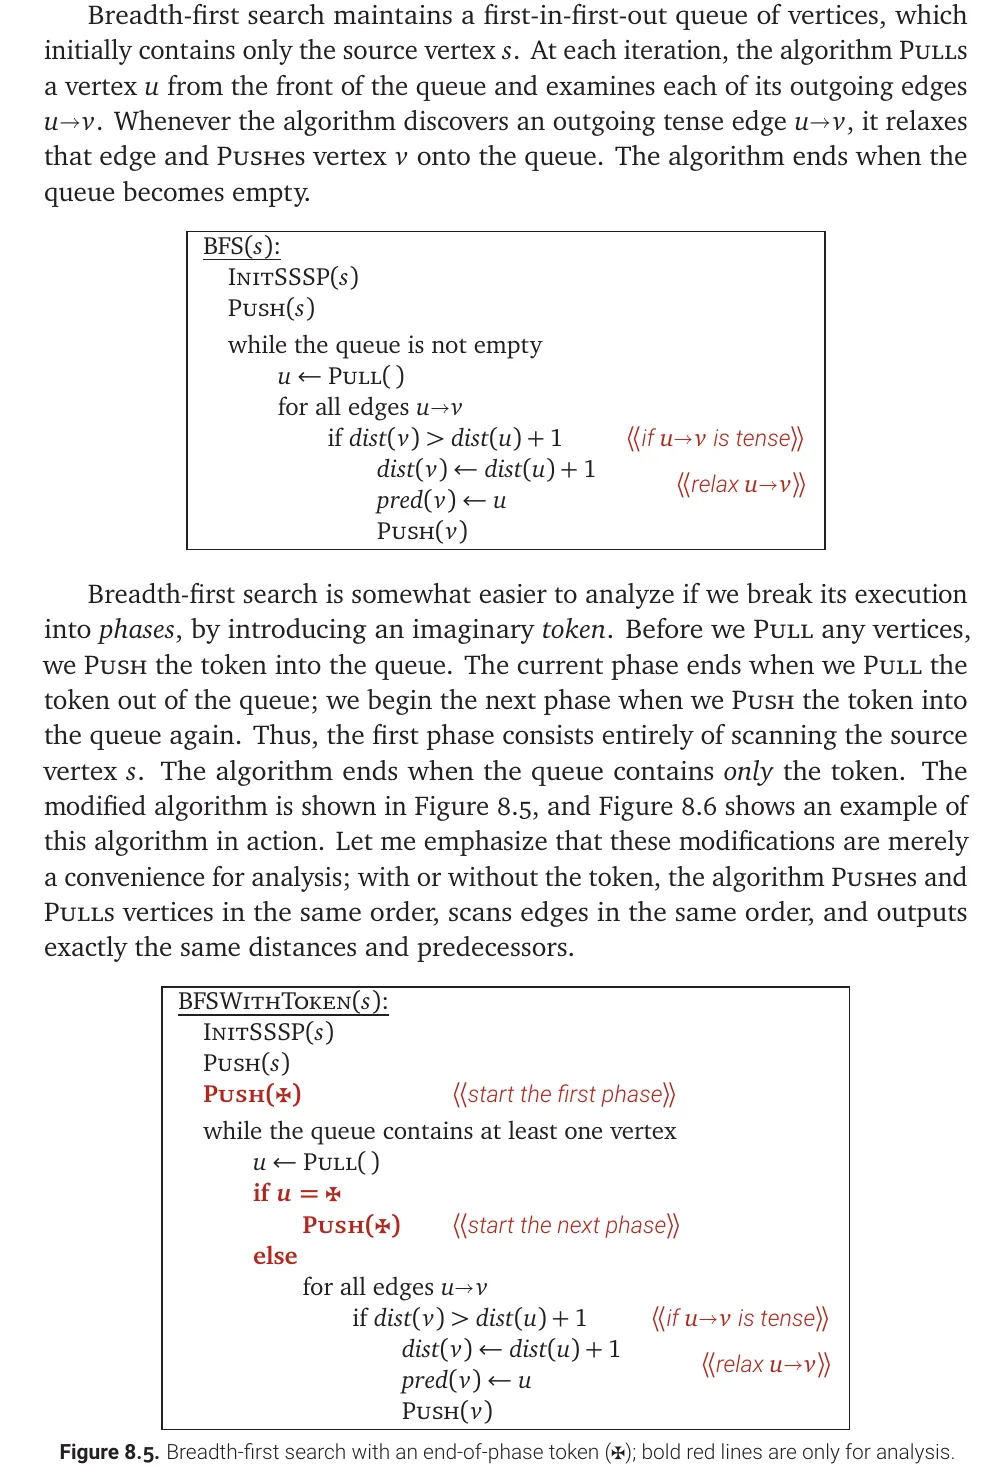 Breadth-first search maintains a first-in-first-out queue of vertices, which
initially contains only the source vertex s. At each iteration, the algorithm Pulls
a vertex u from the front of the queue and examines each of its outgoing edges
u→v. Whenever the algorithm discovers an outgoing tense edge u→v, it relaxes
that edge and Pushes vertex v onto the queue. The algorithm ends when the
queue becomes empty.
BFS(s):
InitSSSP(s)
Push(s)
while the queue is not empty
u ← Pull( )
for all edges u→v
if dist(v) > dist(u) + 1 ⟨⟨if u→v is tense⟩⟩
dist(v) ← dist(u) + 1
⟨⟨relax u→v⟩⟩
pred(v) ← u
Push(v)
Breadth-first search is somewhat easier to analyze if we break its execution
into phases, by introducing an imaginary token. Before we Pull any vertices,
we Push the token into the queue. The current phase ends when we Pull the
token out of the queue; we begin the next phase when we Push the token into
the queue again. Thus, the first phase consists entirely of scanning the source
vertex s. The algorithm ends when the queue contains only the token. The
modified algorithm is shown in Figure 8.5, and Figure 8.6 shows an example of
this algorithm in action. Let me emphasize that these modifications are merely
a convenience for analysis; with or without the token, the algorithm Pushes and
Pulls vertices in the same order, scans edges in the same order, and outputs
exactly the same distances and predecessors.
BFSWithToken(s):
InitSSSP(s)
Push(s)
Push(✠) ⟨⟨start the first phase⟩⟩
while the queue contains at least one vertex
u ← Pull( )
if u = ✠
Push(✠) ⟨⟨start the next phase⟩⟩
else
for all edges u→v
if dist(v) > dist(u) + 1 ⟨⟨if u→v is tense⟩⟩
dist(v) ← dist(u) + 1
⟨⟨relax u→v⟩⟩
pred(v) ← u
Push(v)
Figure 8.5. Breadth-first search with an end-of-phase token (✠); bold red lines are only for analysis.